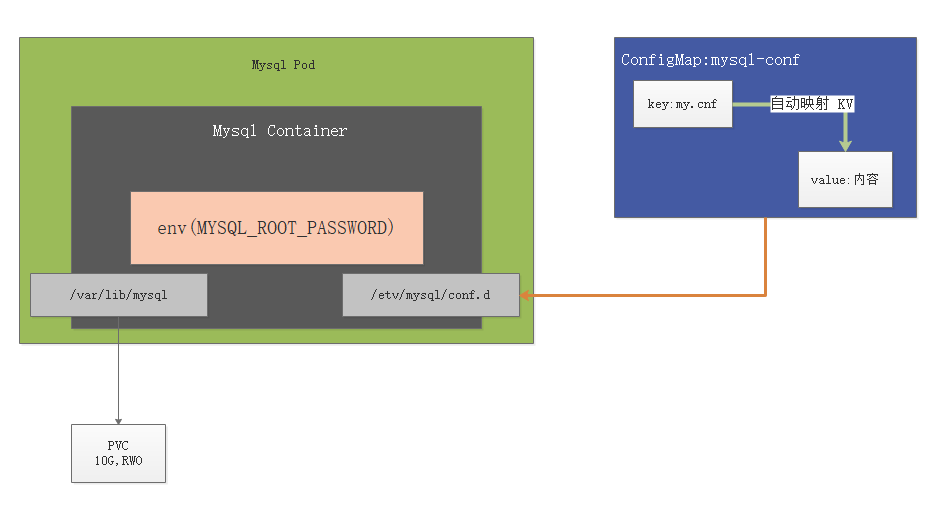 Mysql Pod
Mysql Container
env(MYSQL_ROOT_PASSWORD)
/var/lib/mysql
/etv/mysql/conf.d
PVC
10G,RWO
ConfigMap:mysql-conf
key:my.cnf
自动映射 KV
value:内容